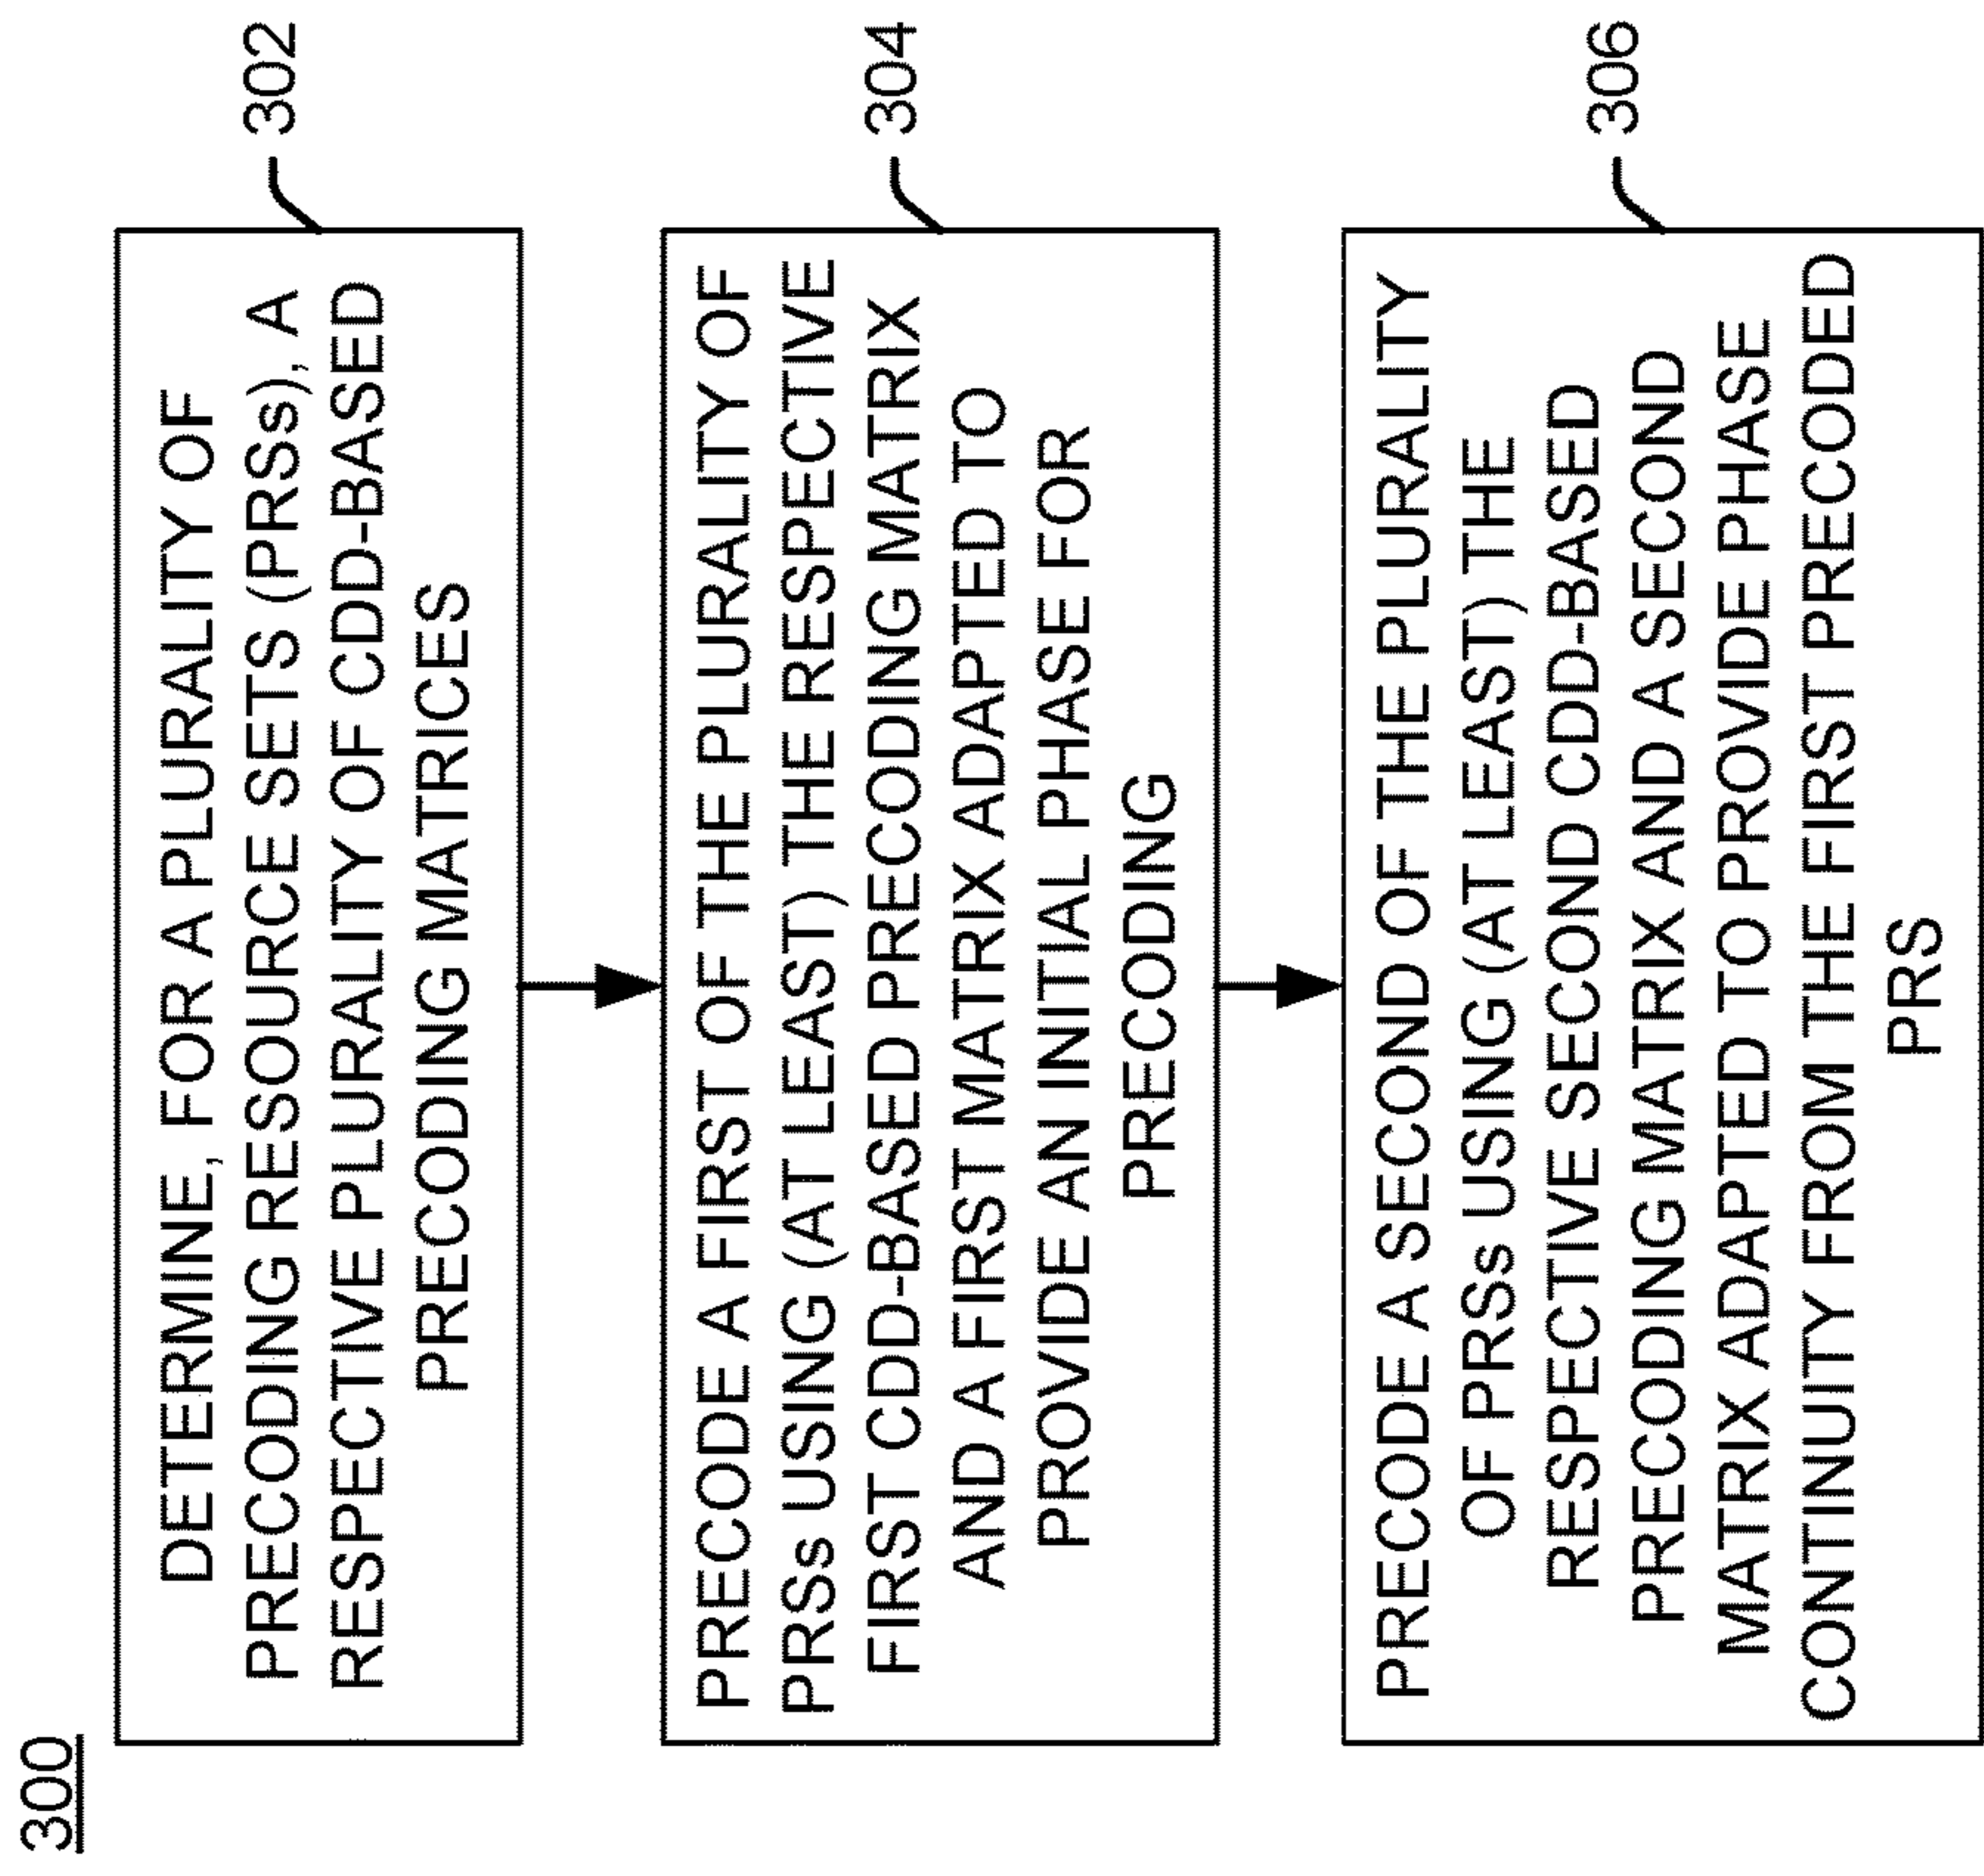 300
DETERMINE, FOR A PLURALITY OF
PRECODING RESOURCE SETS (PRSs), A
RESPECTIVE PLURALITY OF CDD-BASED
PRECODING MATRICES
302
PRECODE A FIRST OF THE PLURALITY OF
PRSs USING (AT LEAST) THE RESPECTIVE
FIRST CDD-BASED PRECODING MATRIX
AND A FIRST MATRIX ADAPTED TO
PROVIDE AN INITIAL PHASE FOR
PRECODING
304
PRECODE A SECOND OF THE PLURALITY
OF PRSs USING (AT LEAST) THE
RESPECTIVE SECOND CDD-BASED
PRECODING MATRIX AND A SECOND
MATRIX ADAPTED TO PROVIDE PHASE
CONTINUITY FROM THE FIRST PRECODED
PRS
306